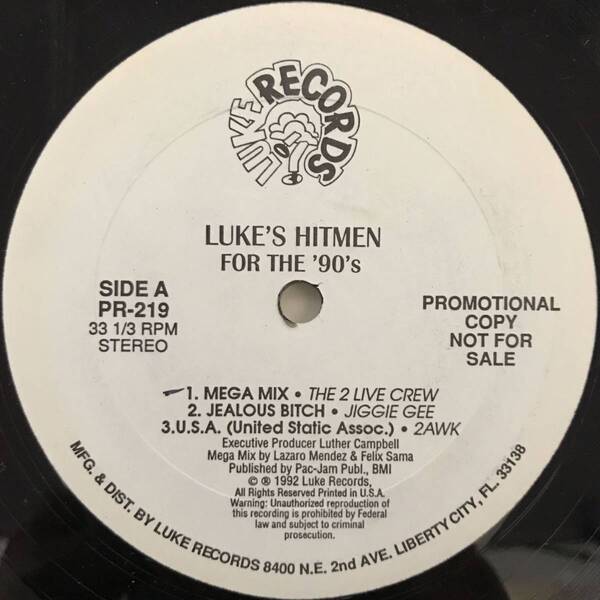 LUKE RECORDS
LUKE'S HITMEN
FOR THE '90's
SIDE A
PR-219
33 1/3 RPM
STEREO
PROMOTIONAL
COPY
NOT FOR
SALE
1. MEGA MIX • THE 2 LIVE CREW
2. JEALOUS BITCH • JIGGIE GEE
3.U.S.A. (United Static Assoc.) • 2AWK
Executive Producer Luther Campbell
Mega Mix by Lazaro Mendez & Felix Sama
Published by Pac-Jam Publ., BMI
© ® 1992 Luke Records,
All Rights Reserved Printed in U.S.A.
Warning: Unauthorized reproduction of
this recording is prohibited by Federal
law and subject to criminal
prosecution.
MFG. & DIST. BY LUKE RECORDS 8400 N.E. 2nd AVE. LIBERTY CITY, FL. 33138